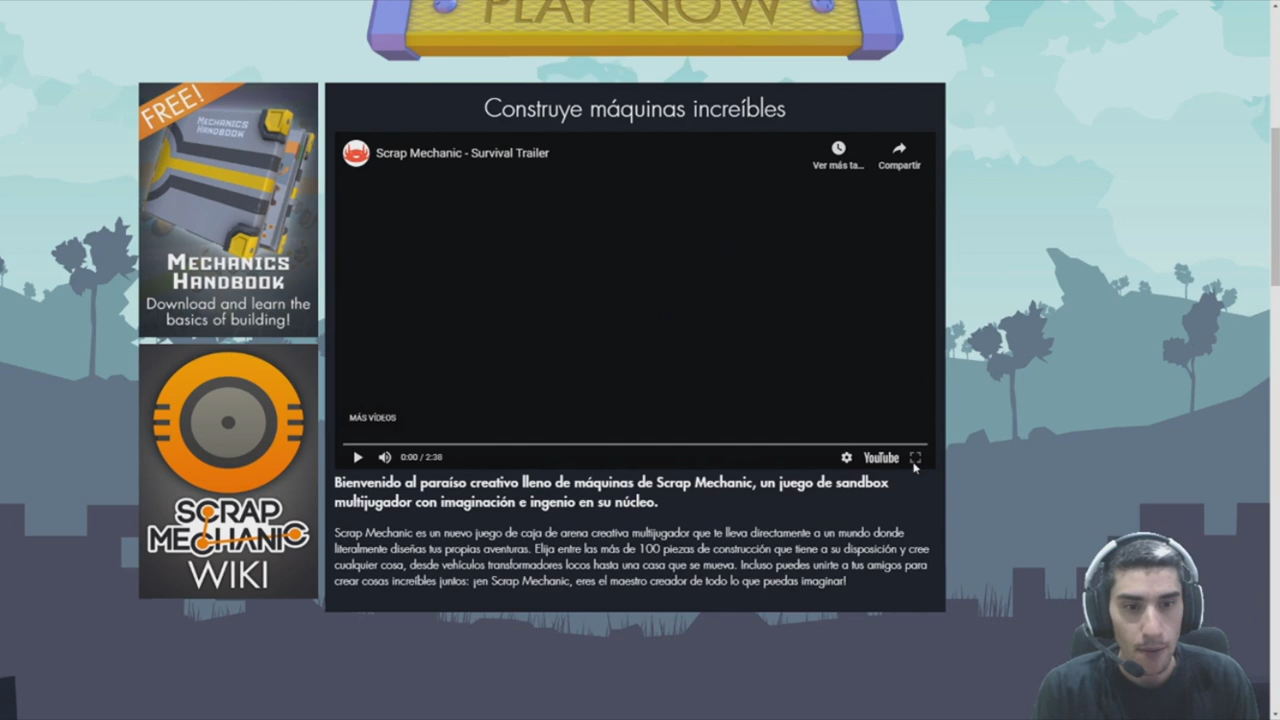 PLAY NOW
FREE!
MECHANICS
HANDBOOK
MECHANICS
HANDBOOK
Download and learn the
basics of building!
SCRAP
MECHANIC
WIKI
Construye máquinas increíbles
Scrap Mechanic - Survival Trailer
Ver más ta...
Compartir
MÁS VÍDEOS
0:00 / 2:38
YouTube
Bienvenido al paraíso creativo lleno de máquinas de Scrap Mechanic, un juego de sandbox
multijugador con imaginación e ingenio en su núcleo.
Scrap Mechanic es un nuevo juego de caja de arena creativa multijugador que te lleva directamente a un mundo donde
literalmente diseñas tus propias aventuras. Elija entre las más de 100 piezas de construcción que tiene a su disposición y cree
cualquier cosa, desde vehículos transformadores locos hasta una casa que se mueva. Incluso puedes unirte a tus amigos para
crear cosas increíbles juntos: ¡en Scrap Mechanic, eres el maestro creador de todo lo que puedas imaginar!